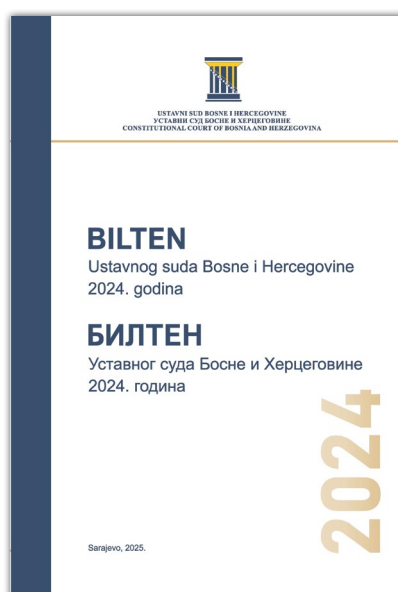 USTAVNI SUD BOSNE I HERCEGOVINE
УСТАВНИ СУД БОСНЕ И ХЕРЦЕГОВИНЕ
CONSTITUTIONAL COURT OF BOSNIA AND HERZEGOVINA
BILTEN
Ustavnog suda Bosne i Hercegovine
2024. godina
БИЛТЕН
Уставног суда Босне и Херцеговине
2024. година
2024
Sarajevo, 2025.